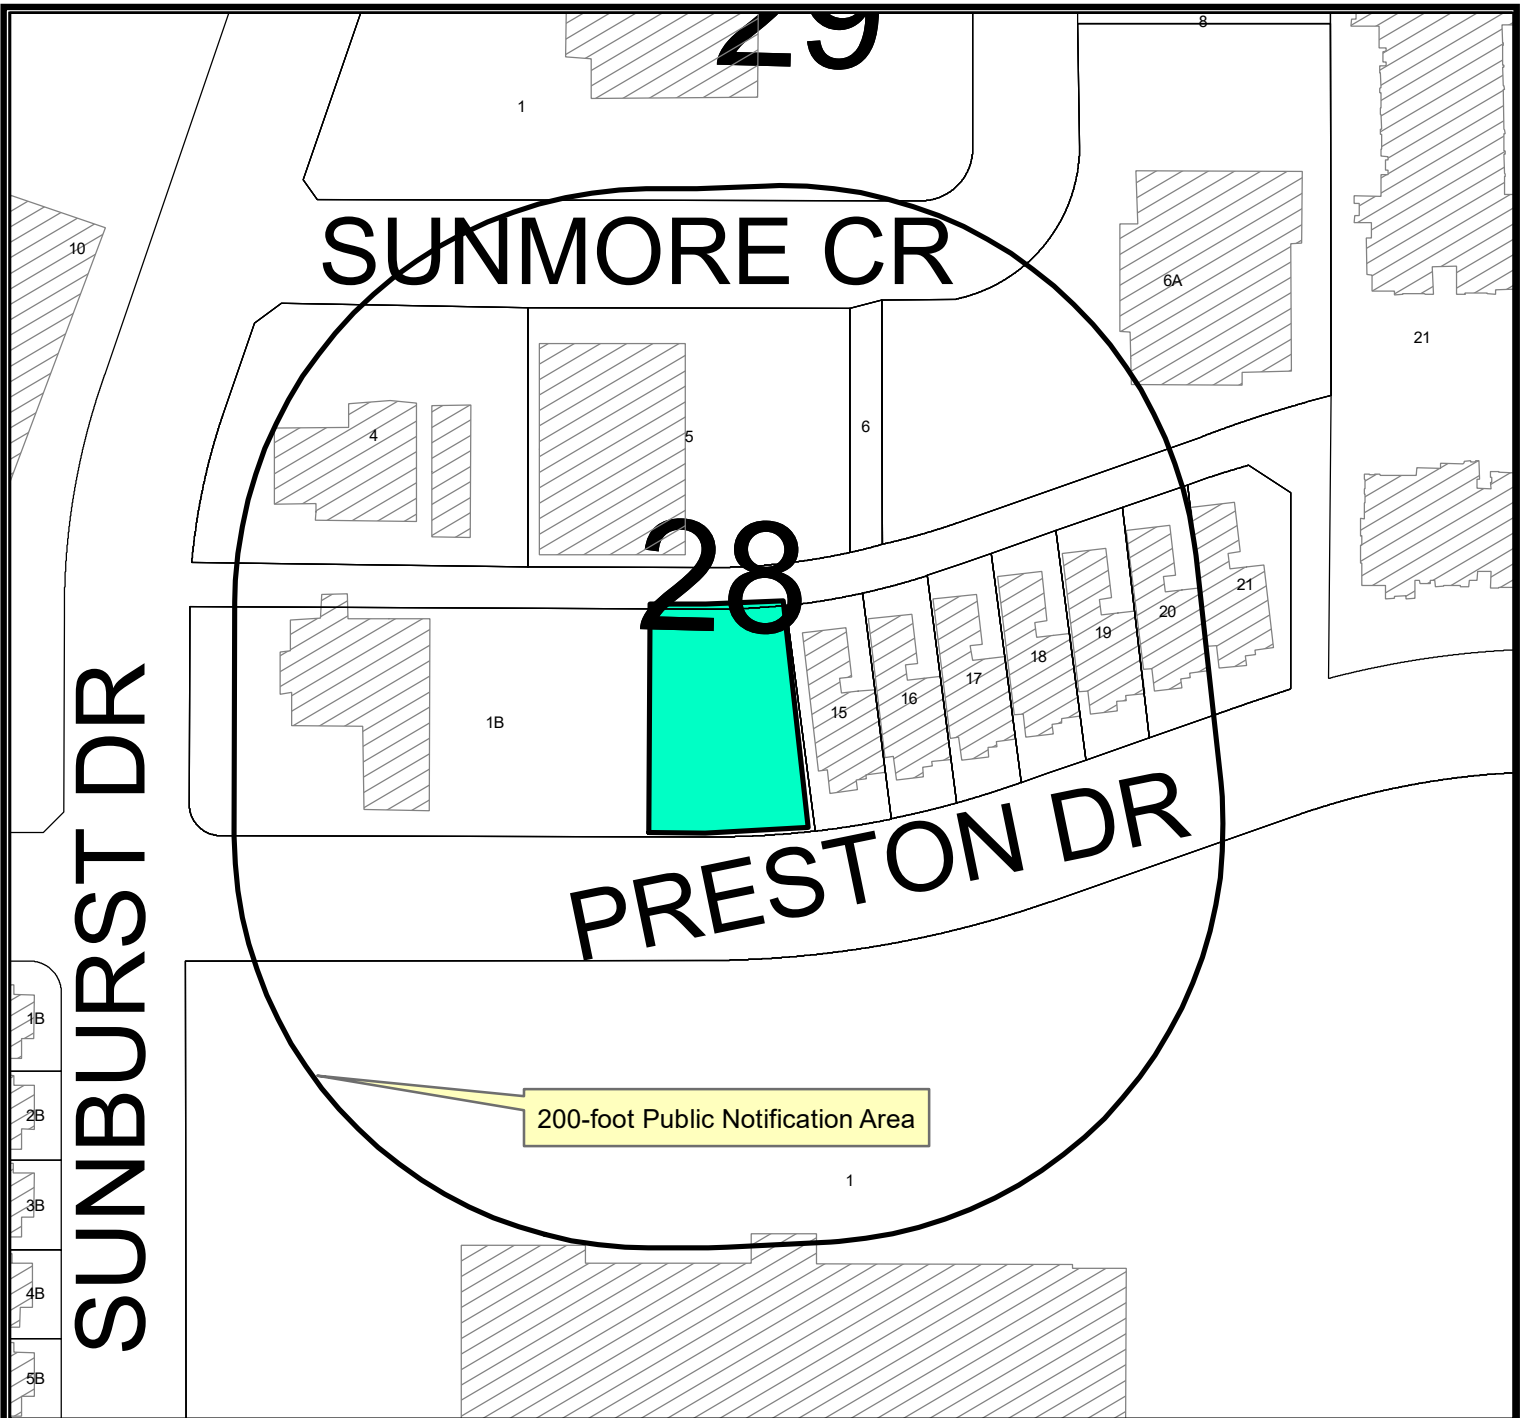 29
8
1
SUNMORE CR
10
6A
21
4
5
6
28
21
20
19
18
17
16
15
1B
PRESTON DR
SUNBURST DR
1B
2B
3B
4B
5B
200-foot Public Notification Area
1